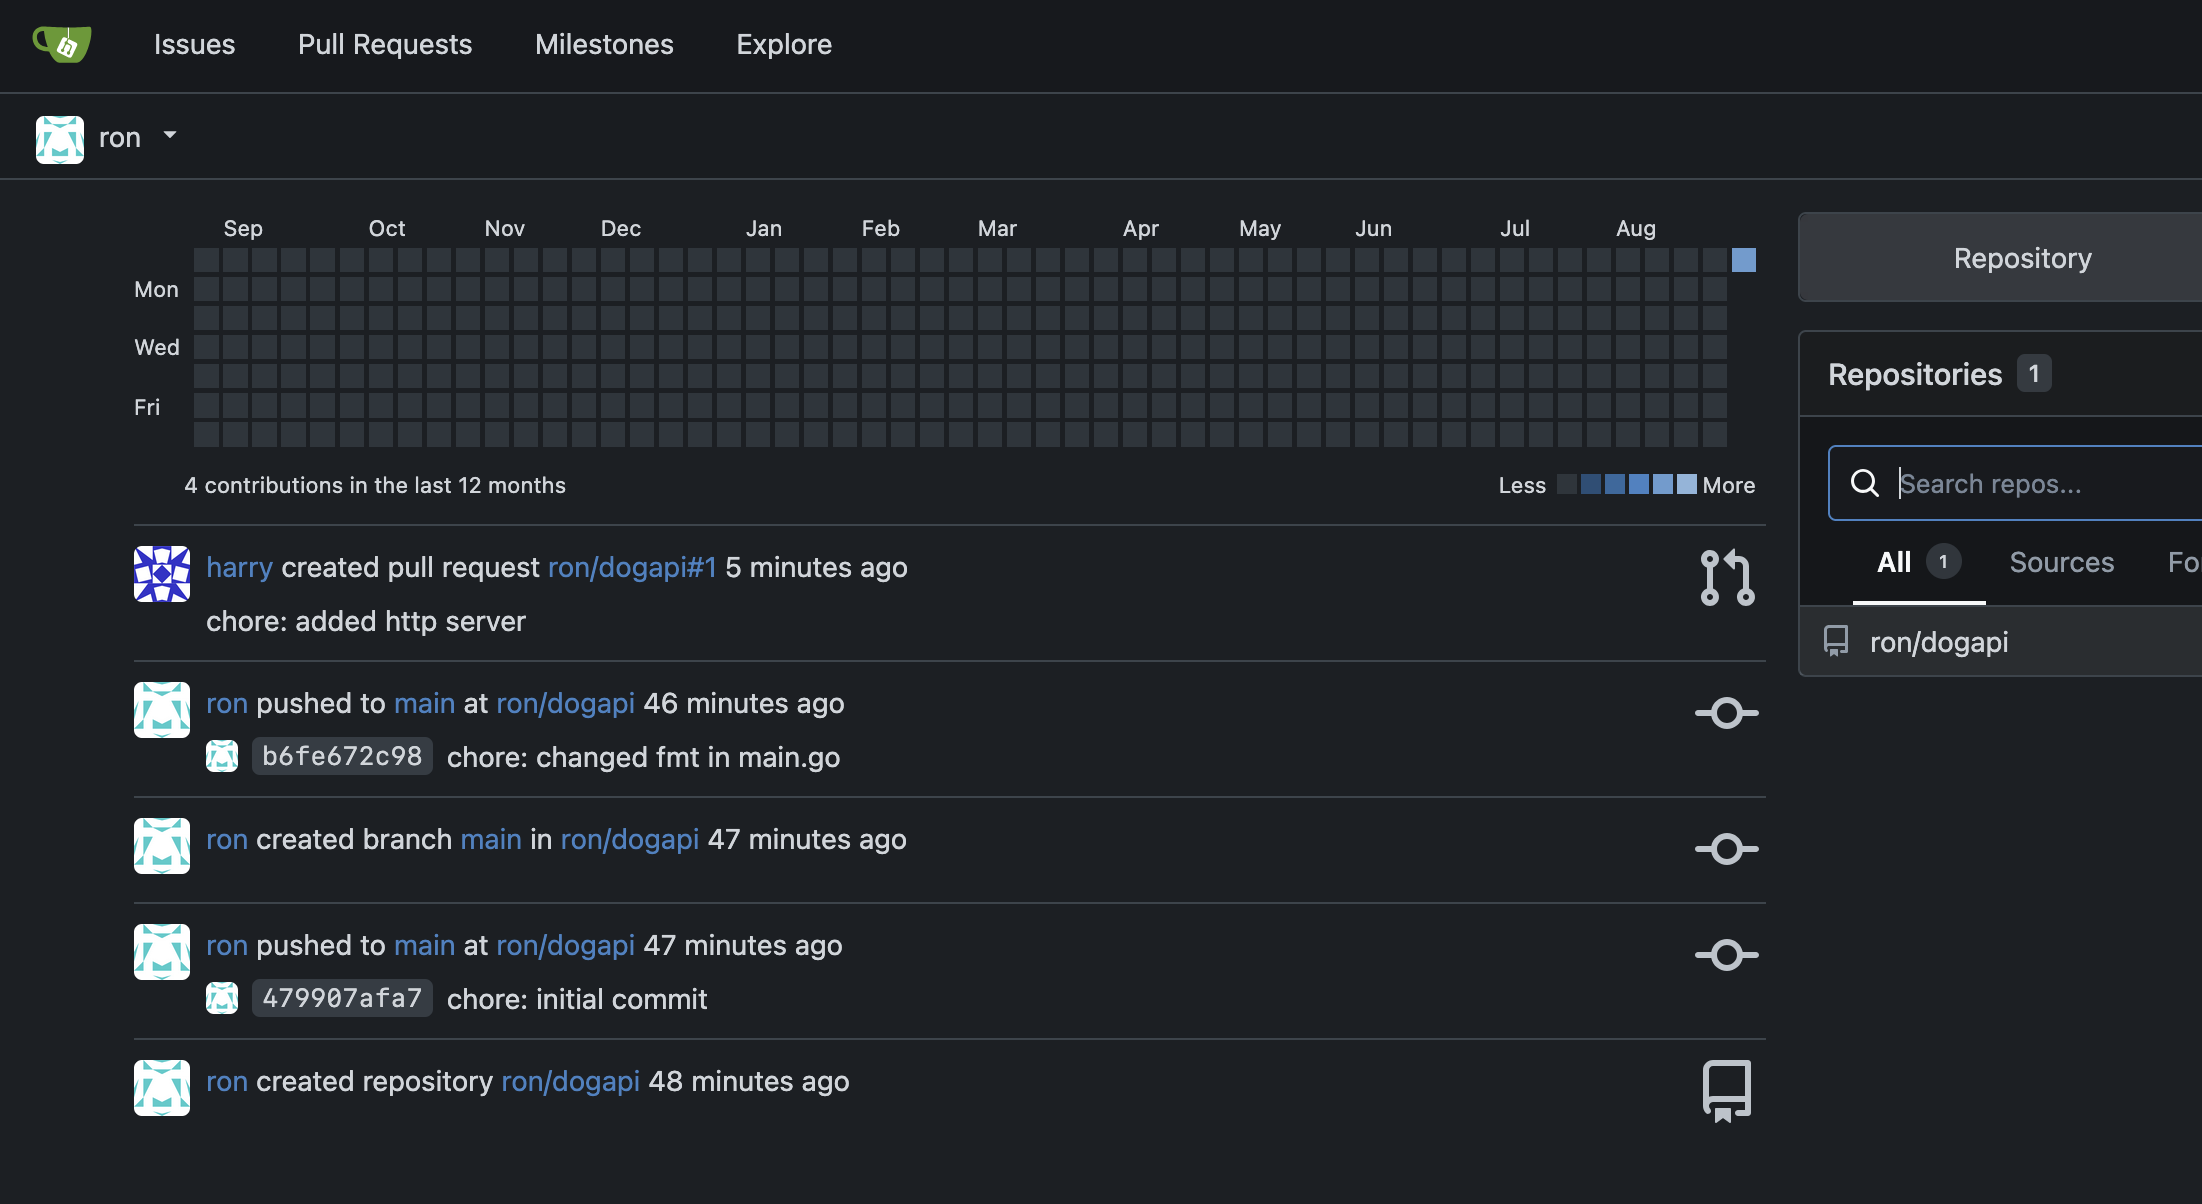 Issues Pull Requests Milestones Explore
ron
Sep Oct Nov Dec Jan Feb Mar Apr May Jun Jul Aug
Mon
Wed
Fri
4 contributions in the last 12 months
Less More
harry created pull request ron/dogapi#1 5 minutes ago
chore: added http server
ron pushed to main at ron/dogapi 46 minutes ago
b6fe672c98 chore: changed fmt in main.go
ron created branch main in ron/dogapi 47 minutes ago
ron pushed to main at ron/dogapi 47 minutes ago
479907afa7 chore: initial commit
ron created repository ron/dogapi 48 minutes ago
Repository
Repositories 1
Search repos...
All 1 Sources Fo
ron/dogapi